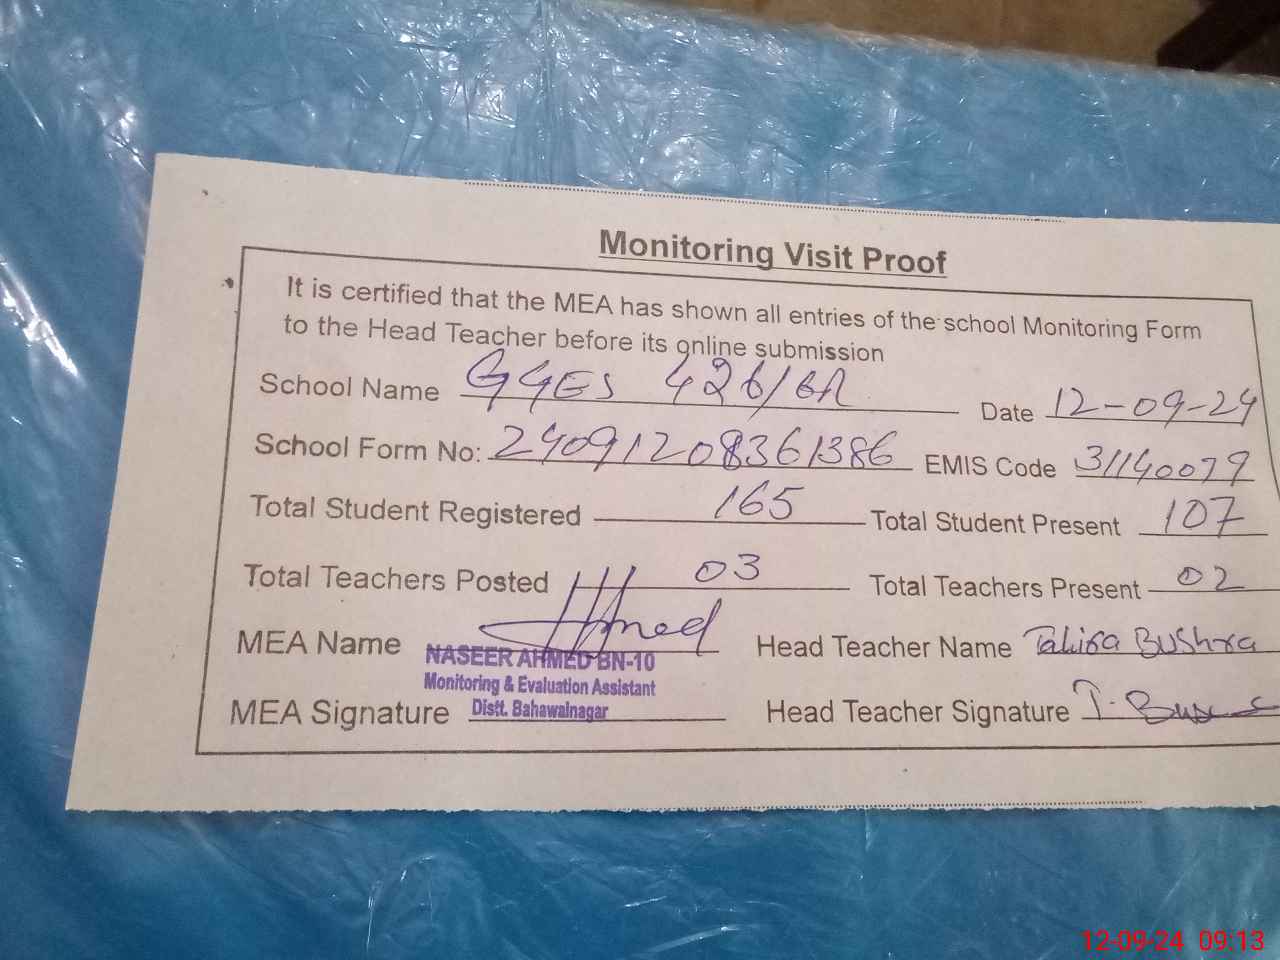 Monitoring Visit Proof
It is certified that the MEA has shown all entries of the school Monitoring Form
to the Head Teacher before its online submission
School Name GGES 426/6R Date 12-09-24
School Form No: 24091208361386 EMIS Code 31140079
Total Student Registered 165 Total Student Present 107
Total Teachers Posted 03 Total Teachers Present 02
MEA Name Ahmed Head Teacher Name Tahira Bushra
NASEER AHMED BN-10
Monitoring & Evaluation Assistant
Distt. Bahawalnagar
MEA Signature Head Teacher Signature T. Bus
12-09-24 09:13